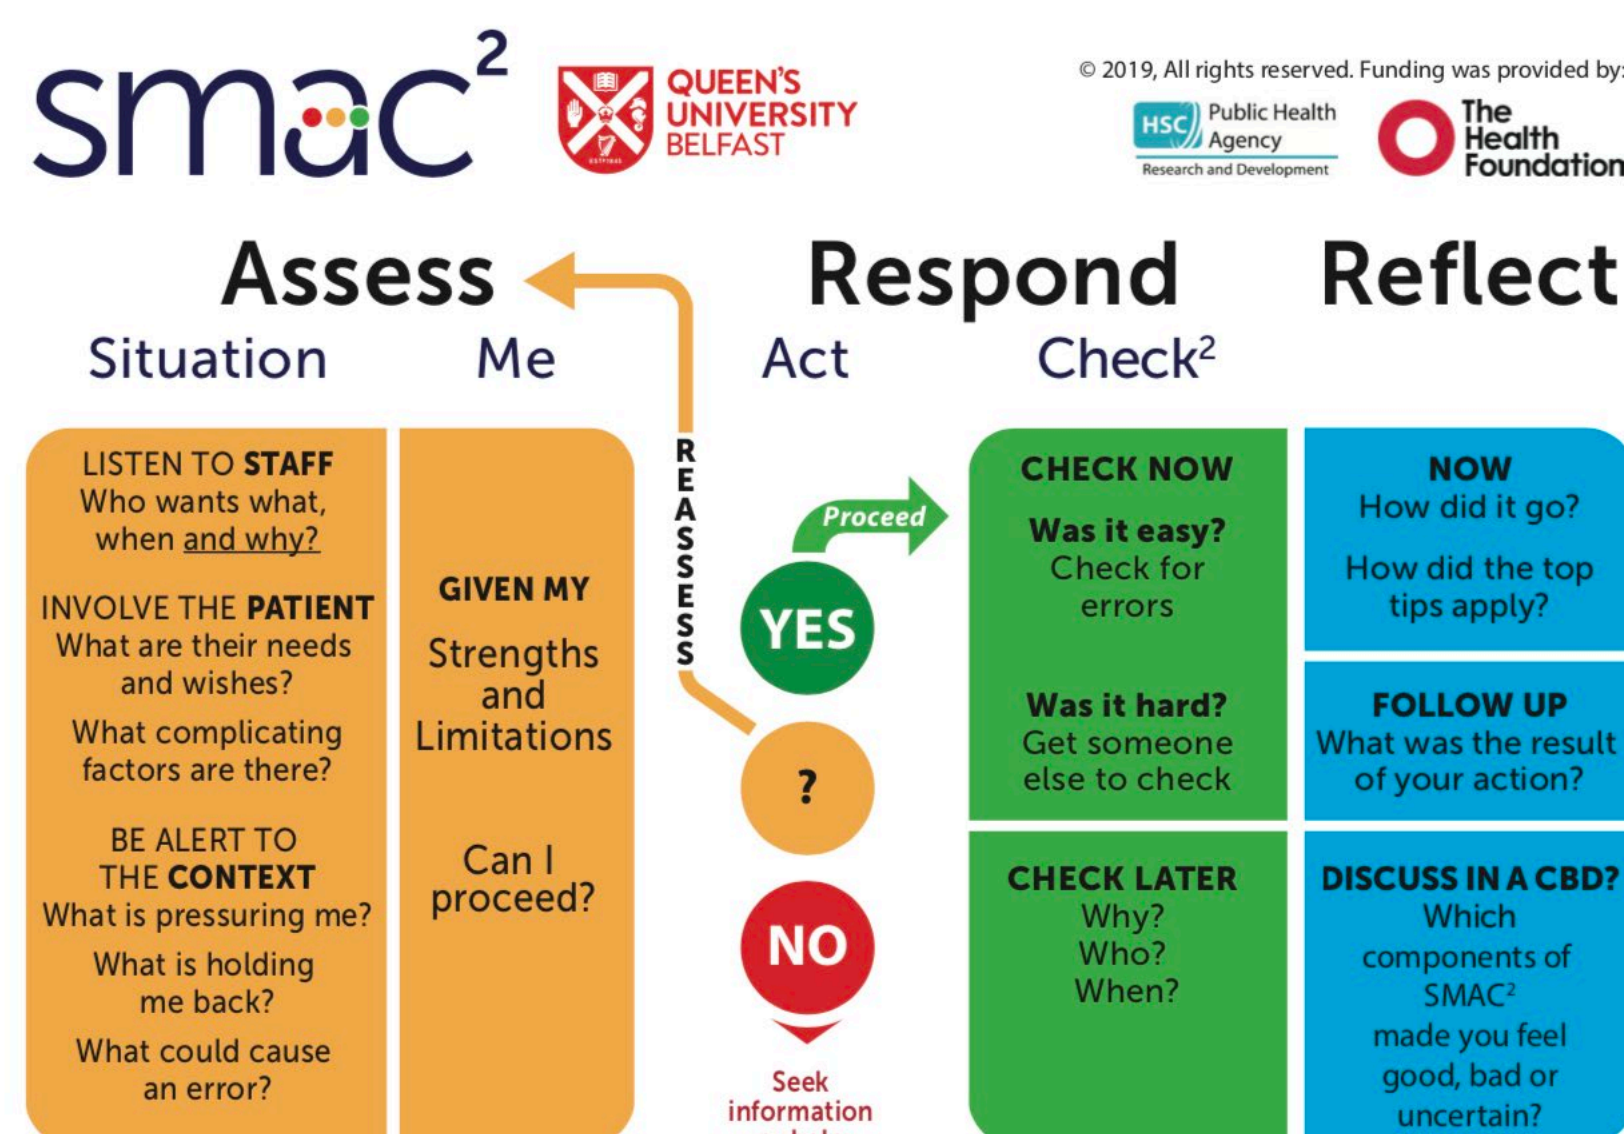 smac²
QUEEN'S
UNIVERSITY
BELFAST
ESTD1845
© 2019, All rights reserved. Funding was provided by:
HSC
Public Health
Agency
Research and Development
The
Health
Foundation
Assess
Respond
Reflect
Situation
Me
Act
Check²
LISTEN TO STAFF
Who wants what,
when and why?
INVOLVE THE PATIENT
What are their needs
and wishes?
What complicating
factors are there?
BE ALERT TO
THE CONTEXT
What is pressuring me?
What is holding
me back?
What could cause
an error?
GIVEN MY
Strengths
and
Limitations
Can I
proceed?
REASSESS
Proceed
YES
?
NO
Seek
information
CHECK NOW
Was it easy?
Check for
errors
Was it hard?
Get someone
else to check
CHECK LATER
Why?
Who?
When?
NOW
How did it go?
How did the top
tips apply?
FOLLOW UP
What was the result
of your action?
DISCUSS IN A CBD?
Which
components of
SMAC²
made you feel
good, bad or
uncertain?